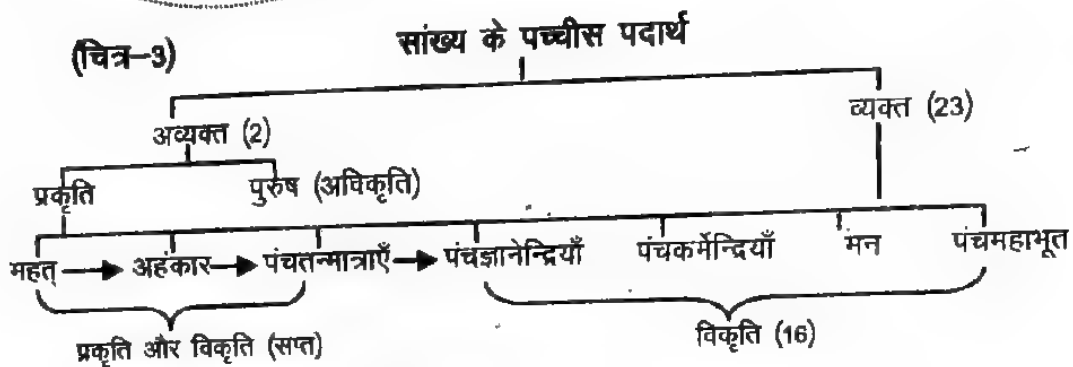 (चित्र-3)
सांख्य के पच्चीस पदार्थ
अव्यक्त (2)
व्यक्त (23)
प्रकृति
पुरुष (अविकृति)
महत् → अहंकार → पंचतन्मात्राएँ → पंचज्ञानेन्द्रियाँ पंचकर्मेन्द्रियाँ मन पंचमहाभूत
प्रकृति और विकृति (सप्त)
विकृति (16)